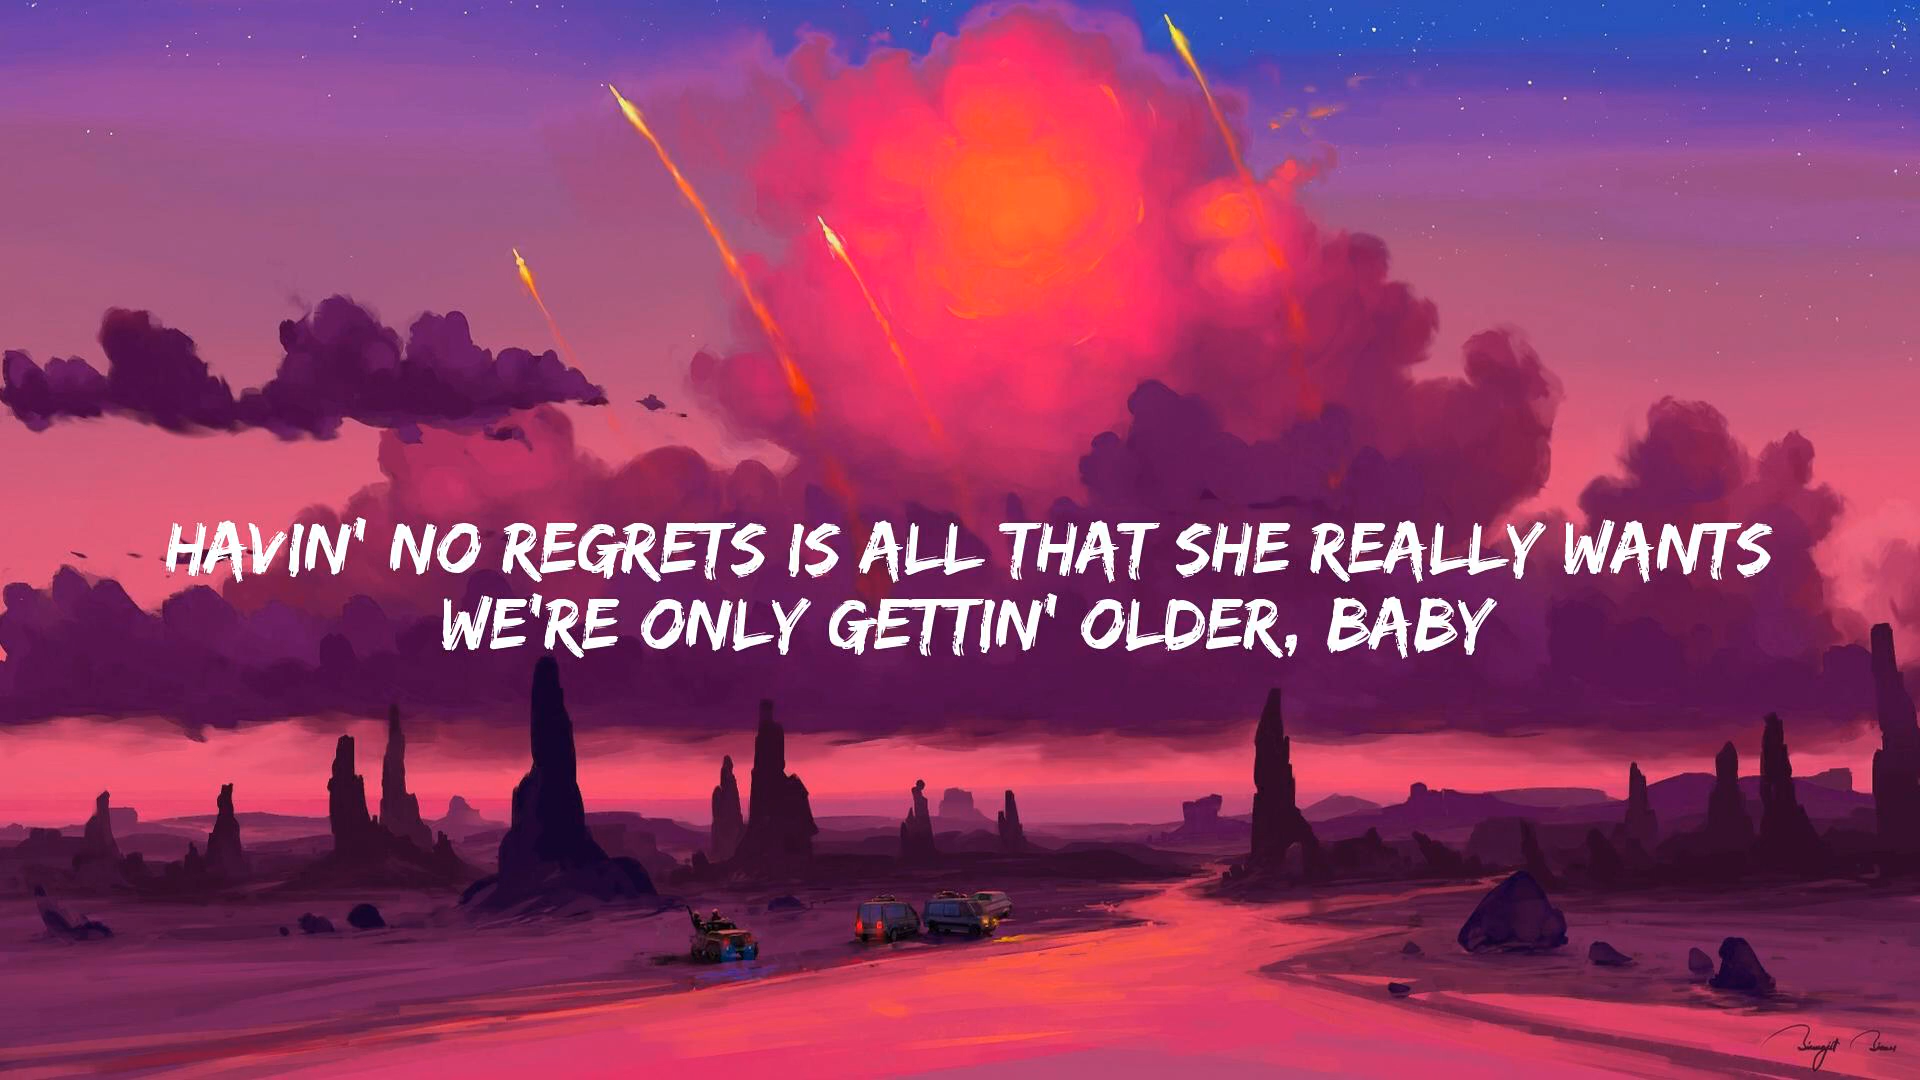 HAVIN' NO REGRETS IS ALL THAT SHE REALLY WANTS
WE'RE ONLY GETTIN' OLDER, BABY